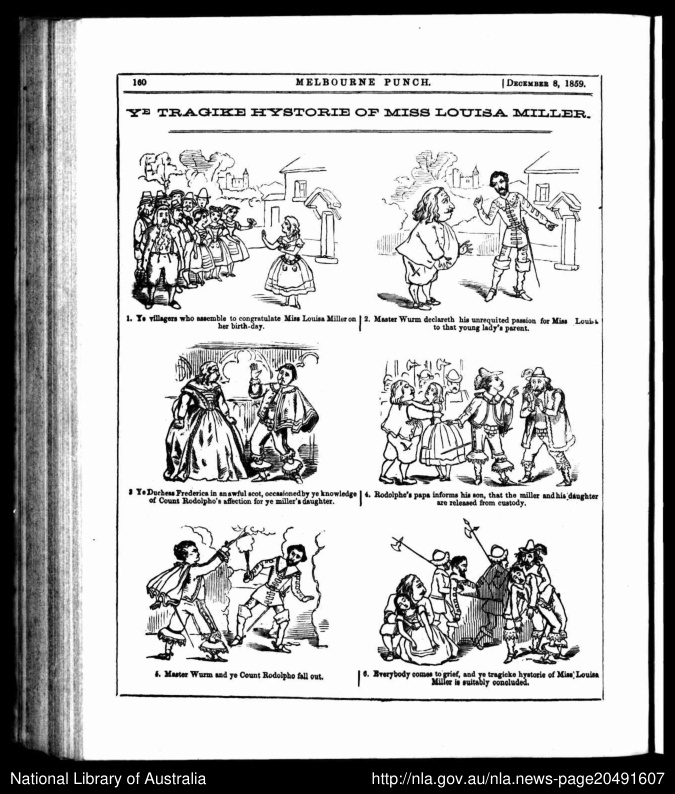 160 MELBOURNE PUNCH. [DECEMBER 8, 1859.
YE TRAGIKE HYSTORIE OF MISS LOUISA MILLER.
1. Ye villagers who assemble to congratulate Miss Louisa Miller on
her birth-day.
2. Master Wurm declareth his unrequited passion for Miss Louisa
to that young lady's parent.
3 Ye Duchess Frederica in an awful scot, occasioned by ye knowledge
of Count Rodolpho's affection for ye miller's daughter.
4. Rodolpho's papa informs his son, that the miller and his daughter
are released from custody.
5. Master Wurm and ye Count Rodolpho fall out.
6. Everybody comes to grief, and ye tragicke hystorie of Miss Louisa
Miller is suitably concluded.
National Library of Australia http://nla.gov.au/nla.news-page20491607